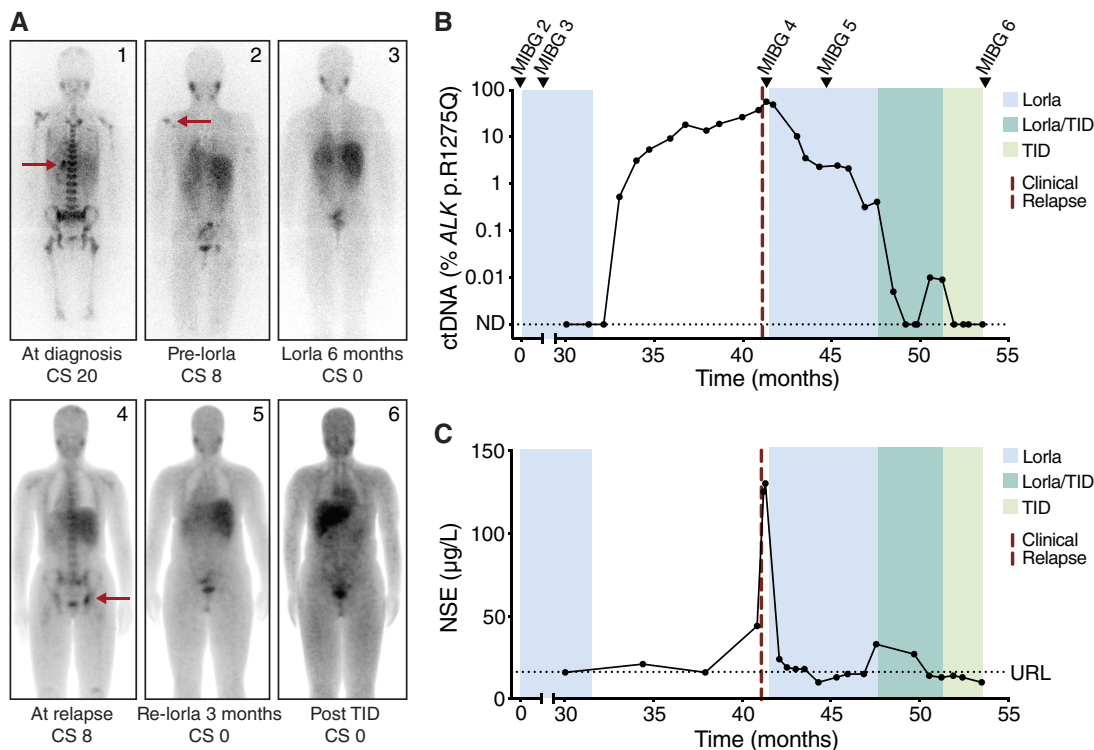 A
1
2
3
At diagnosis
CS 20
Pre-lorla
CS 8
Lorla 6 months
CS 0
4
5
6
At relapse
CS 8
Re-lorla 3 months
CS 0
Post TID
CS 0
B
MIBG 2
MIBG 3
MIBG 4
MIBG 5
MIBG 6
ctDNA (% ALK p.R1275Q)
100
10
1
0.1
0.01
ND
0
30
35
40
45
50
55
Time (months)
Lorla
Lorla/TID
TID
Clinical
Relapse
C
NSE (µg/L)
150
100
50
0
URL
0
30
35
40
45
50
55
Time (months)
Lorla
Lorla/TID
TID
Clinical
Relapse